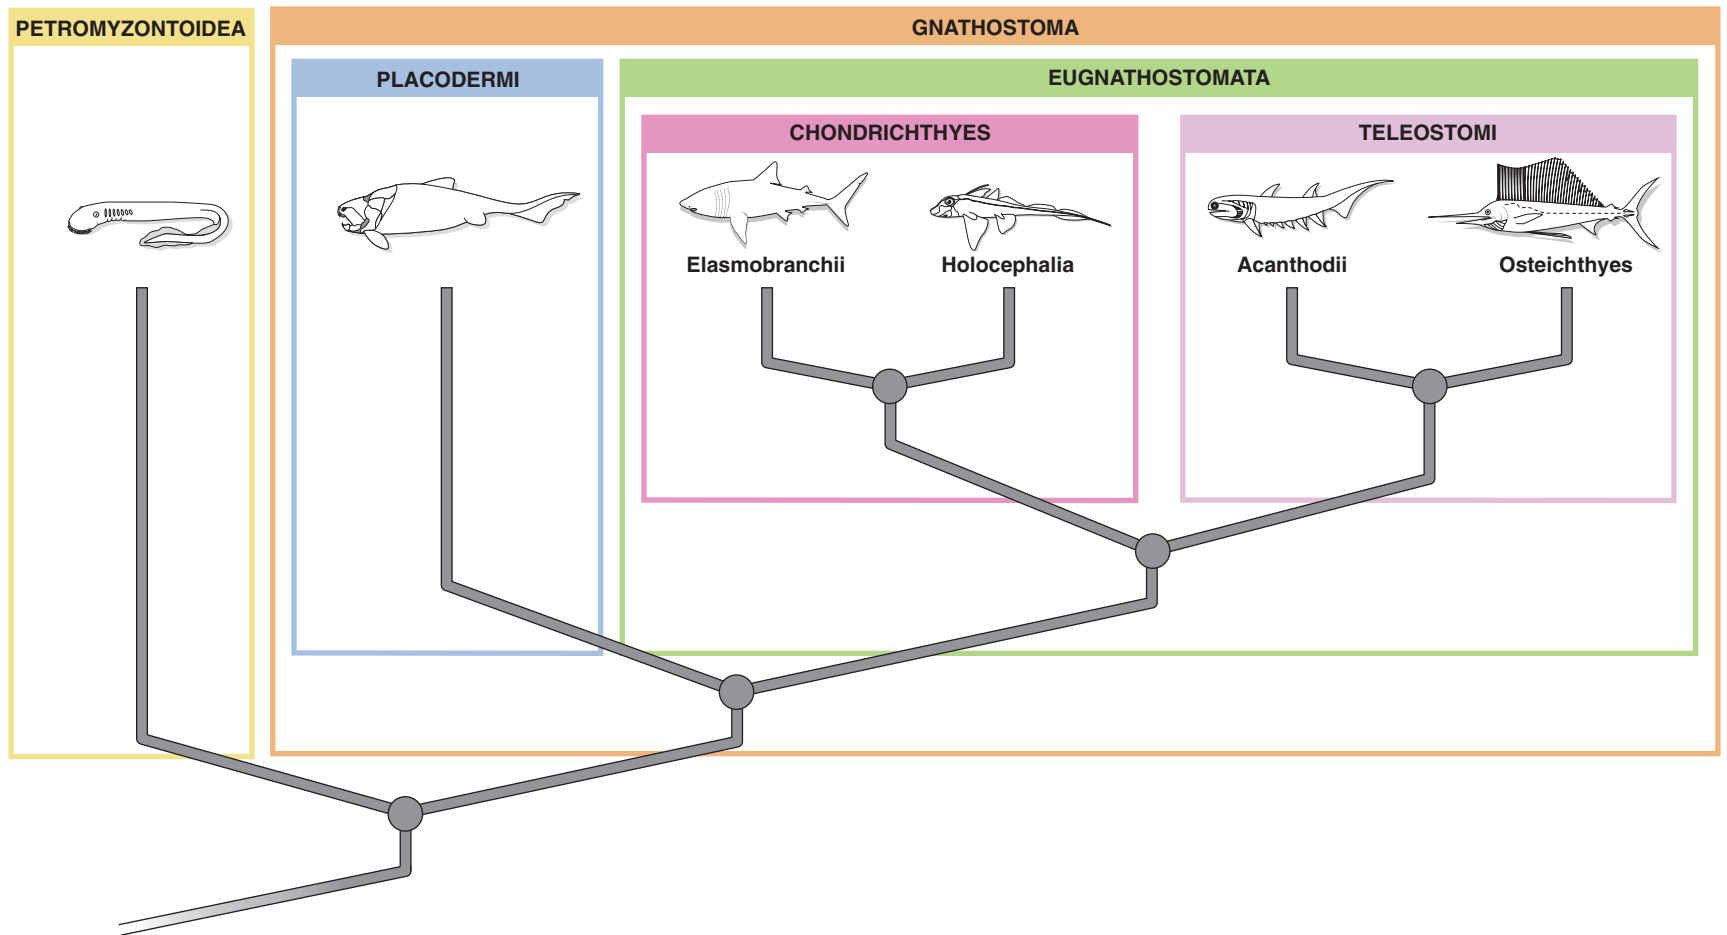 PETROMYZONTOIDEA
GNATHOSTOMA
PLACODERMI
EUGNATHOSTOMATA
CHONDRICHTHYES
TELEOSTOMI
Elasmobranchii
Holocephalia
Acanthodii
Osteichthyes